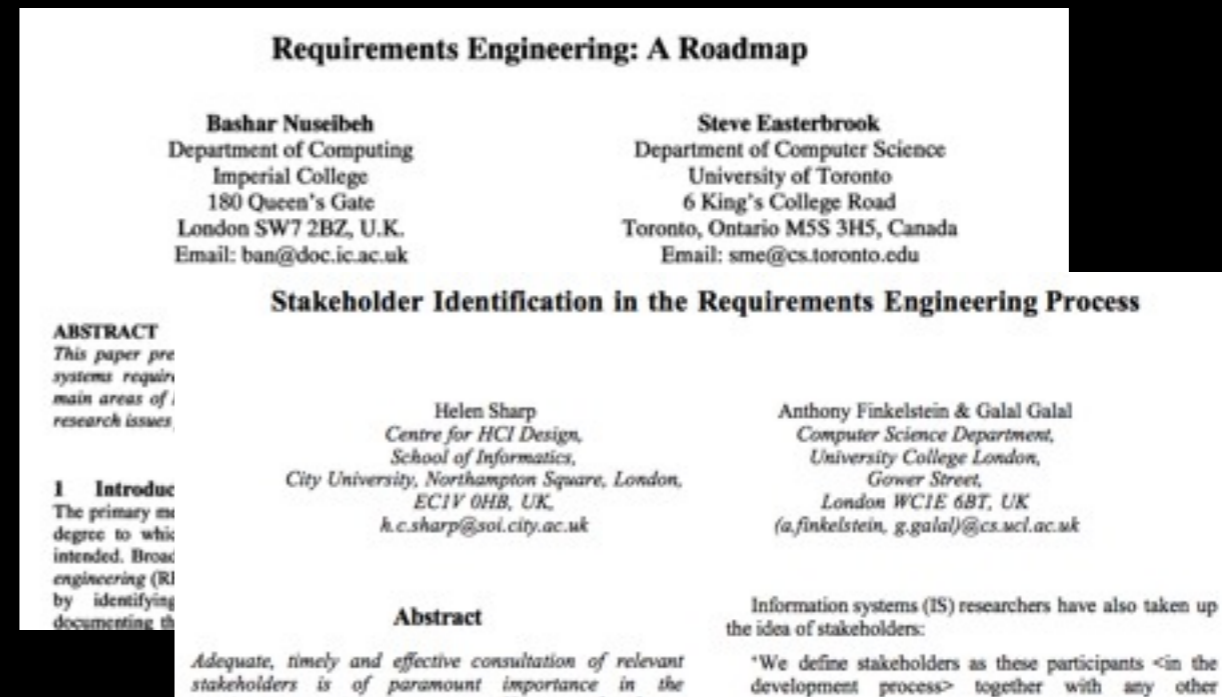 Requirements Engineering: A Roadmap
Bashar Nuseibeh
Department of Computing
Imperial College
180 Queen's Gate
London SW7 2BZ, U.K.
Email: ban@doc.ic.ac.uk
Steve Easterbrook
Department of Computer Science
University of Toronto
6 King's College Road
Toronto, Ontario M5S 3H5, Canada
Email: sme@cs.toronto.edu
ABSTRACT
This paper pre
systems require
main areas of
research issues
1 Introduc
The primary me
degree to whic
intended. Broad
engineering (RE
by identifying
documenting th
Stakeholder Identification in the Requirements Engineering Process
Helen Sharp
Centre for HCI Design,
School of Informatics,
City University, Northampton Square, London,
EC1V 0HB, UK,
h.c.sharp@soi.city.ac.uk
Anthony Finkelstein & Galal Galal
Computer Science Department,
University College London,
Gower Street,
London WC1E 6BT, UK
(a.finkelstein, g.galal)@cs.ucl.ac.uk
Abstract
Adequate, timely and effective consultation of relevant
stakeholders is of paramount importance in the
Information systems (IS) researchers have also taken up
the idea of stakeholders:
"We define stakeholders as these participants <in the
development process> together with any other